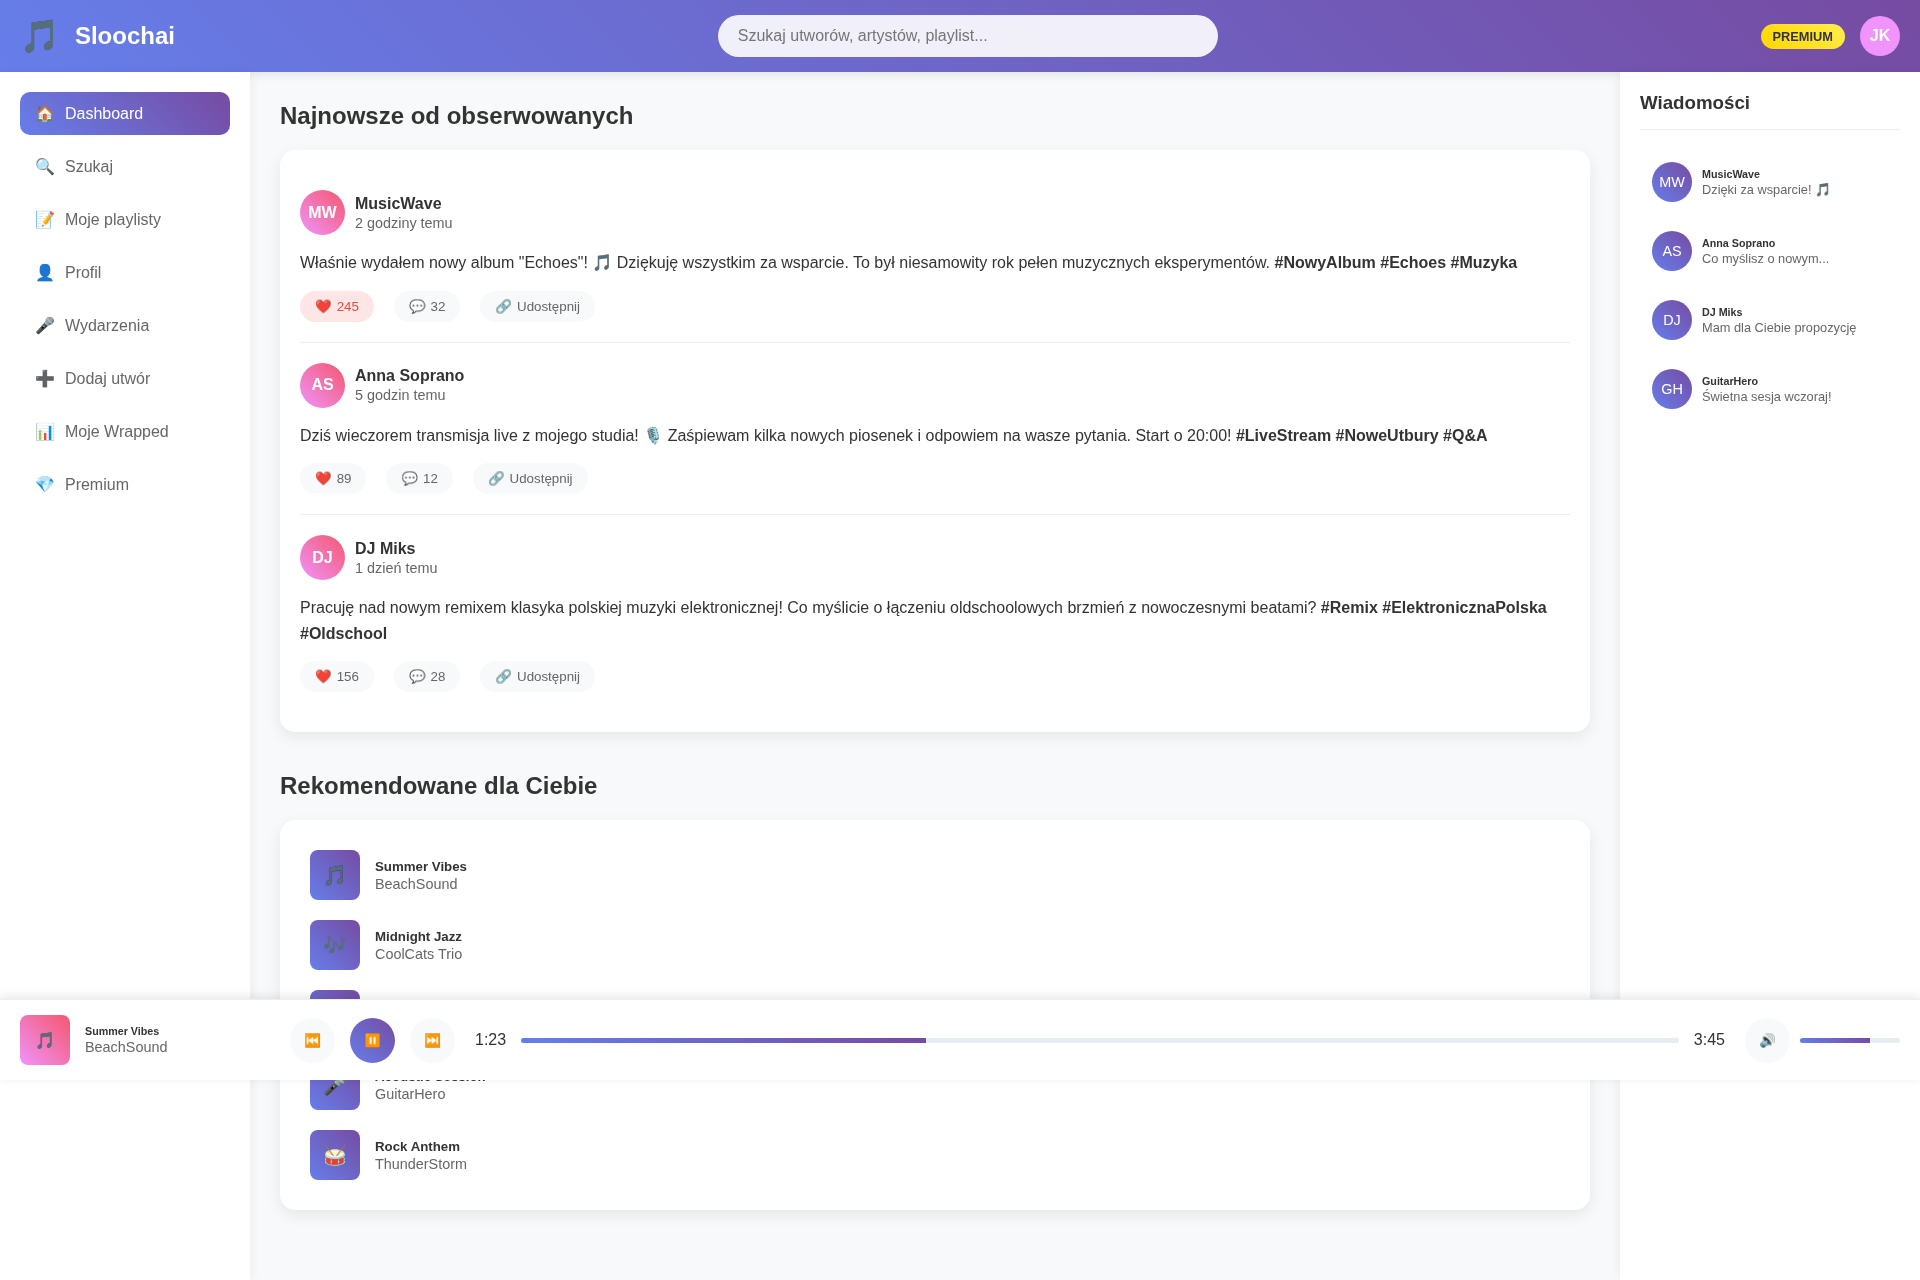 Sloochai
Szukaj utworów, artystów, playlist...
PREMIUM
JK
Dashboard
Szukaj
Moje playlisty
Profil
Wydarzenia
Dodaj utwór
Moje Wrapped
Premium
Najnowsze od obserwowanych
MW
MusicWave
2 godziny temu
Właśnie wydałem nowy album "Echoes"! 🎵 Dziękuję wszystkim za wsparcie. To był niesamowity rok pełen muzycznych eksperymentów. #NowyAlbum #Echoes #Muzyka
245
32
Udostępnij
AS
Anna Soprano
5 godzin temu
Dziś wieczorem transmisja live z mojego studia! 🎙️ Zaśpiewam kilka nowych piosenek i odpowiem na wasze pytania. Start o 20:00! #LiveStream #NoweUtbury #Q&A
89
12
Udostępnij
DJ
DJ Miks
1 dzień temu
Pracuję nad nowym remixem klasyka polskiej muzyki elektronicznej! Co myślicie o łączeniu oldschoolowych brzmień z nowoczesnymi beatami? #Remix #ElektronicznaPolska
#Oldschool
156
28
Udostępnij
Rekomendowane dla Ciebie
Summer Vibes
BeachSound
Midnight Jazz
CoolCats Trio
GuitarHero
Rock Anthem
ThunderStorm
Wiadomości
MW
MusicWave
Dzięki za wsparcie! 🎵
AS
Anna Soprano
Co myślisz o nowym...
DJ
DJ Miks
Mam dla Ciebie propozycję
GH
GuitarHero
Świetna sesja wczoraj!
Summer Vibes
BeachSound
1:23
3:45